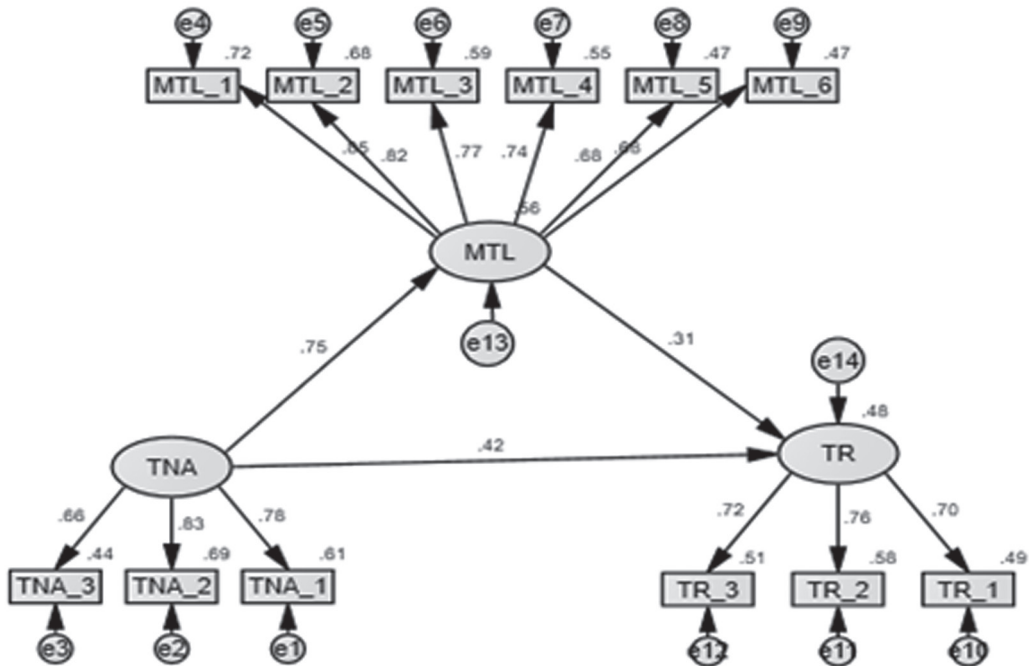 e4 e5 e6 e7 e8 e9
.72 .68 .59 .55 .47 .47
MTL_1 MTL_2 MTL_3 MTL_4 MTL_5 MTL_6
.85 .82 .77 .74 .68 .68
.56
MTL
e13
.75 .31
e14
.48
TNA .42 TR
.66 .83 .78 .72 .76 .70
.44 .69 .61 .51 .58 .49
TNA_3 TNA_2 TNA_1 TR_3 TR_2 TR_1
e3 e2 e1 e12 e11 e10